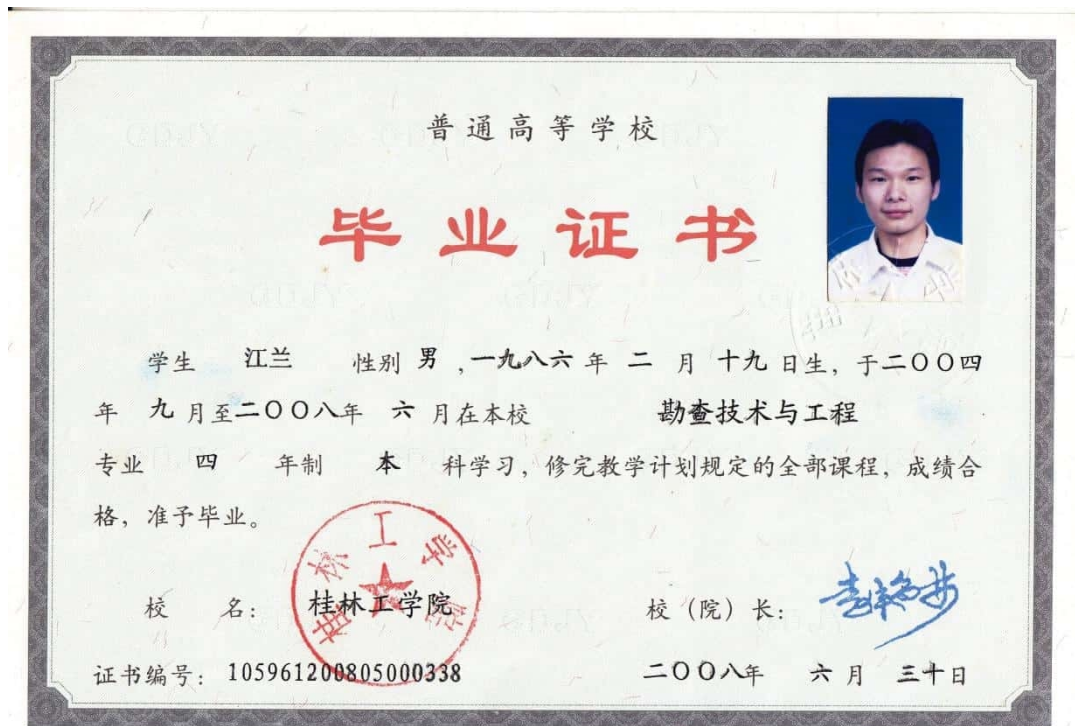 普通高等学校
毕业证书
学生 江兰 性别 男 ,一九八六 年 二 月 十九 日生，于二〇〇四
年 九 月至二〇〇八年 六 月在本校 勘查技术与工程
专业 四 年制 本 科学习，修完教学计划规定的全部课程，成绩合
格，准予毕业。
桂林工学院
校 名： 桂林工学院 校（院）长：
证书编号：105961200805000338 二〇〇八年 六 月 三十日